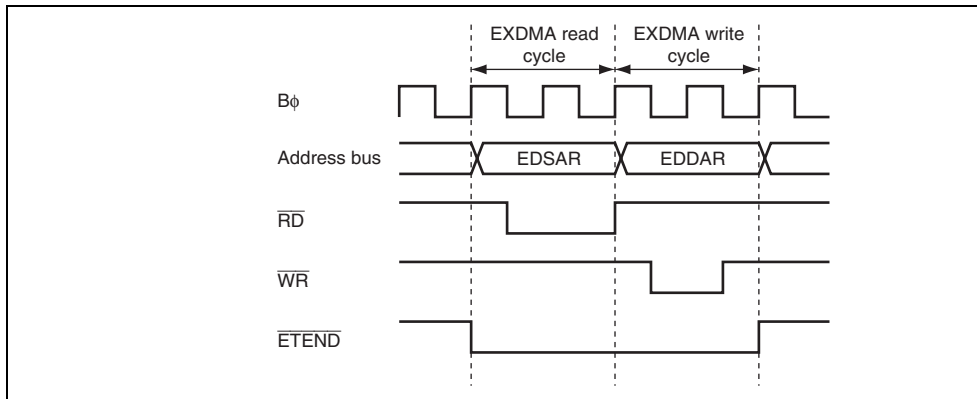 EXDMA read EXDMA write
cycle cycle
Bϕ
Address bus EDSAR EDDAR
RD
WR
ETEND